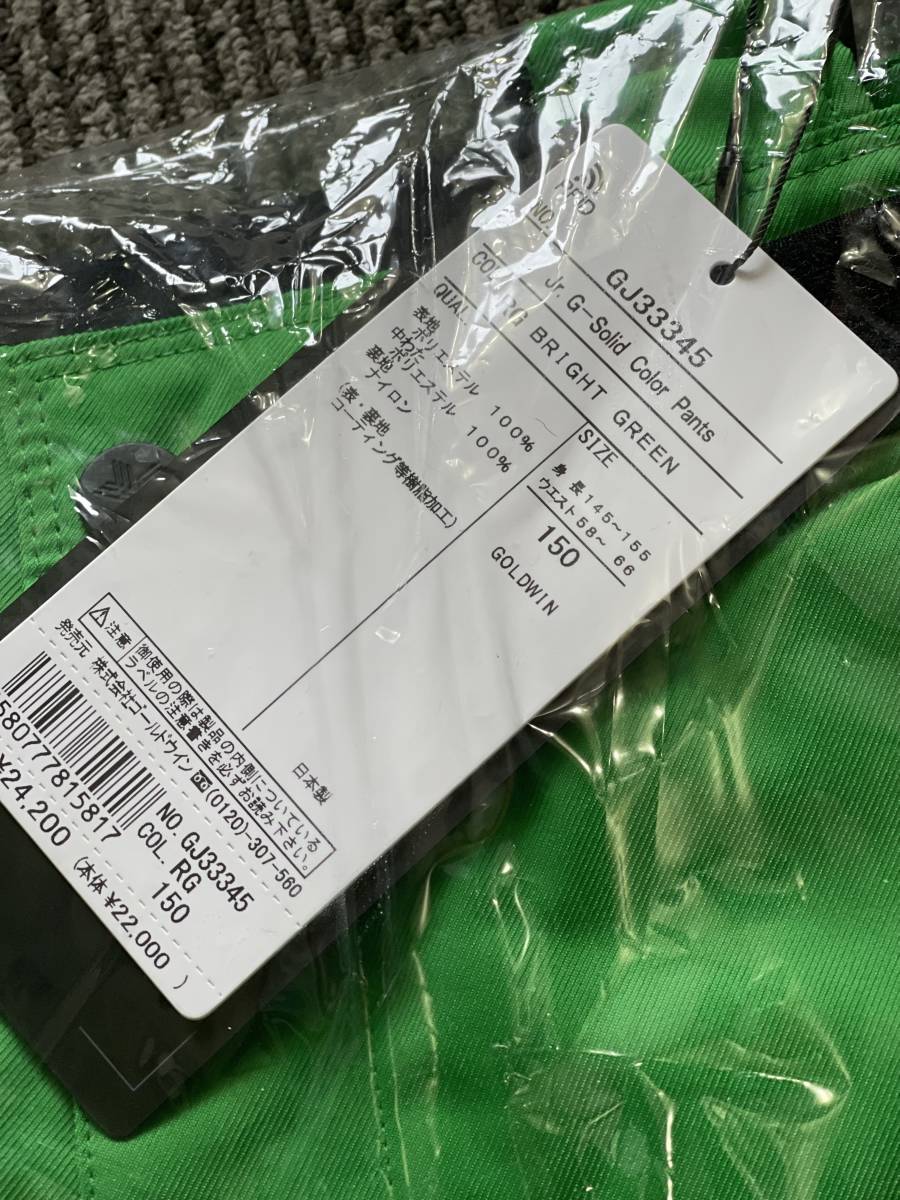 RFID
NO. GJ33345
Jr. G-Solid Color Pants
COL. RG BRIGHT GREEN
QUAL.
表地
ポリエステル 100%
中わた
ポリエステル 100%
裏地
ナイロン
(表・裏地
コーティング等樹脂加工)
SIZE
身 長145~155
ウエスト58~ 66
150
GOLDWIN
日本製
注意
御使用の際は製品の内側についている
ラベルの注意書きを必ずお読み下さい。
発売元 株式会社ゴールドウイン (0120)-307-560
58077815817
NO. GJ33345
COL. RG
150
¥24,200 (本体 ¥22,000 )